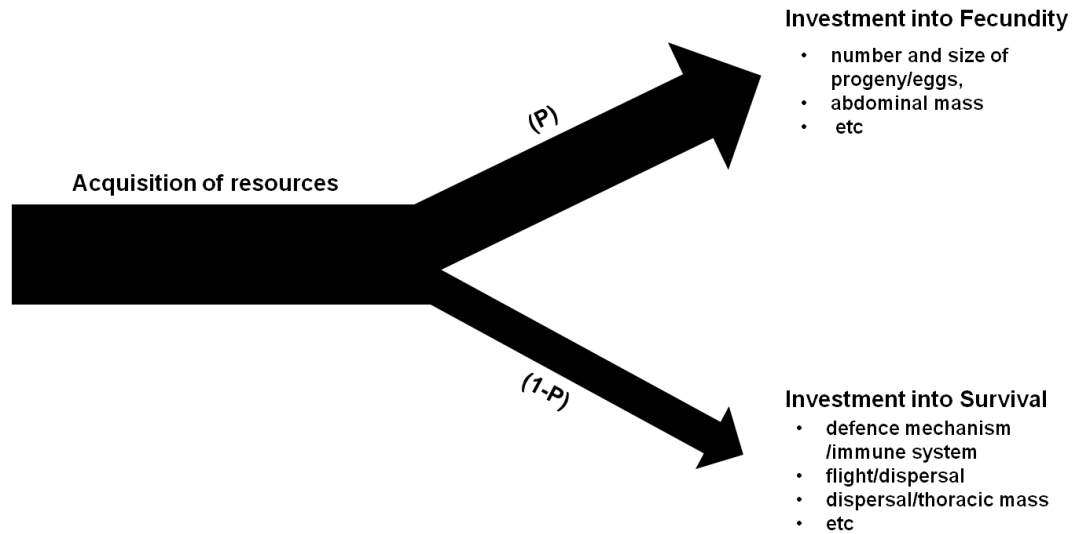 Investment into Fecundity
• number and size of
progeny/eggs,
• abdominal mass
• etc
(P)
Acquisition of resources
(1-P)
Investment into Survival
• defence mechanism
/immune system
• flight/dispersal
• dispersal/thoracic mass
• etc